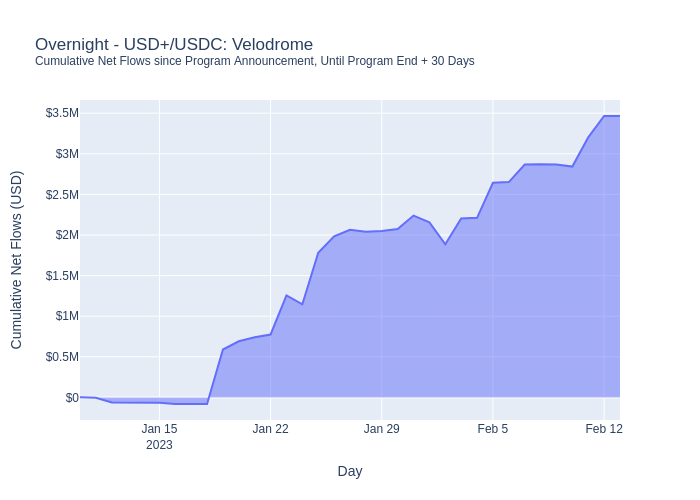 Overnight - USD+/USDC: Velodrome
Cumulative Net Flows since Program Announcement, Until Program End + 30 Days
Cumulative Net Flows (USD)
$3.5M
$3M
$2.5M
$2M
$1.5M
$1M
$0.5M
$0
Jan 15
2023
Jan 22
Jan 29
Feb 5
Feb 12
Day